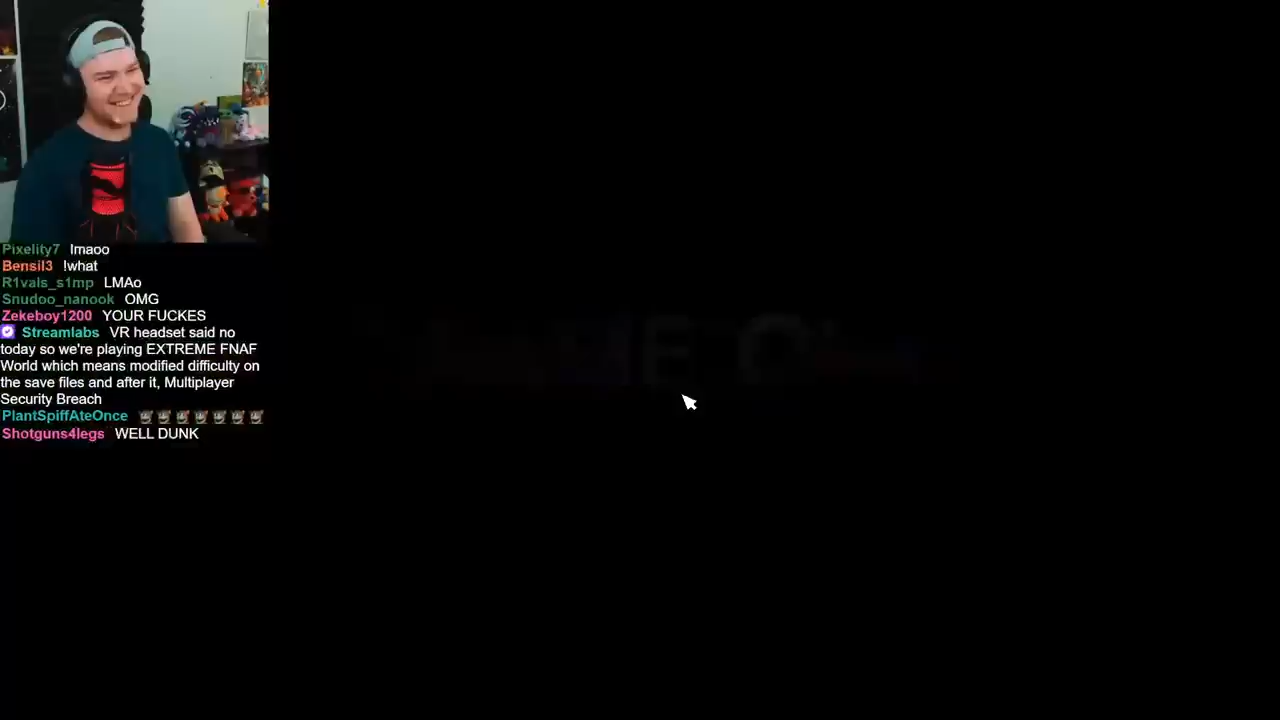 Pixelity7 lmaoo
Bensil3 !what
R1vals_s1mp LMAo
Snudoo_nanook OMG
Zekeboy1200 YOUR FUCKES
Streamlabs VR headset said no
today so we're playing EXTREME FNAF
World which means modified difficulty on
the save files and after it, Multiplayer
Security Breach
PlantSpiffAteOnce
Shotguns4legs WELL DUNK